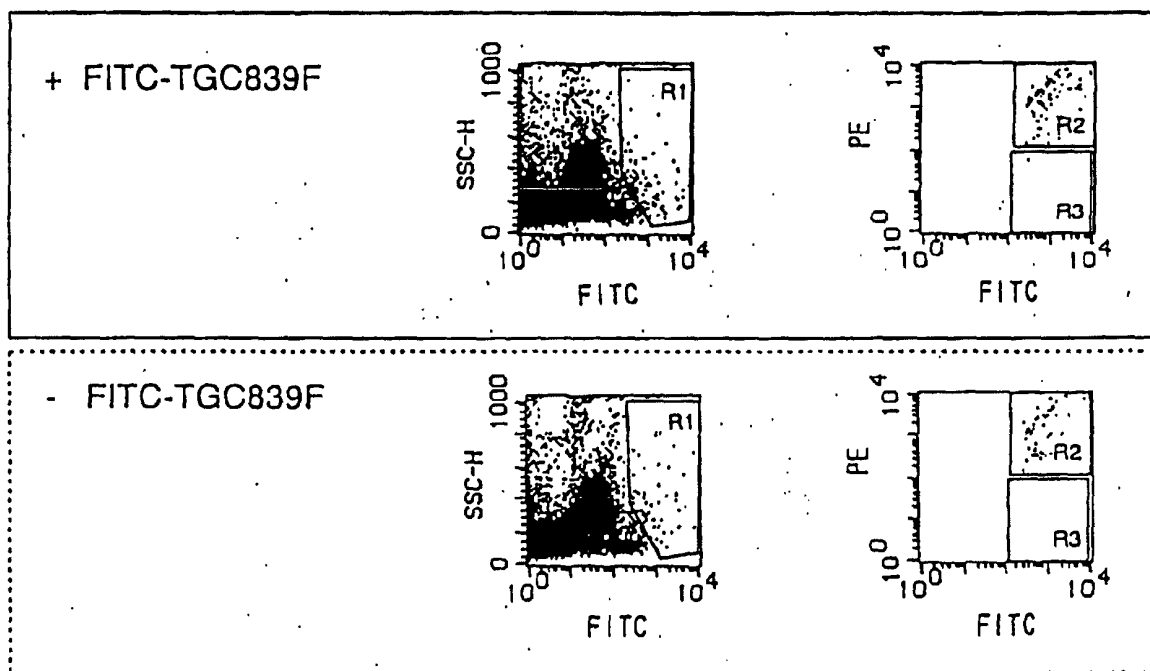 + FITC-TGC839F
1000
SSC-H
0
R1
10^0
10^4
FITC
10^4
PE
10^0
R2
R3
10^0
10^4
FITC
- FITC-TGC839F
1000
SSC-H
0
R1
10^0
10^4
FITC
10^4
PE
10^0
R2
R3
10^0
10^4
FITC